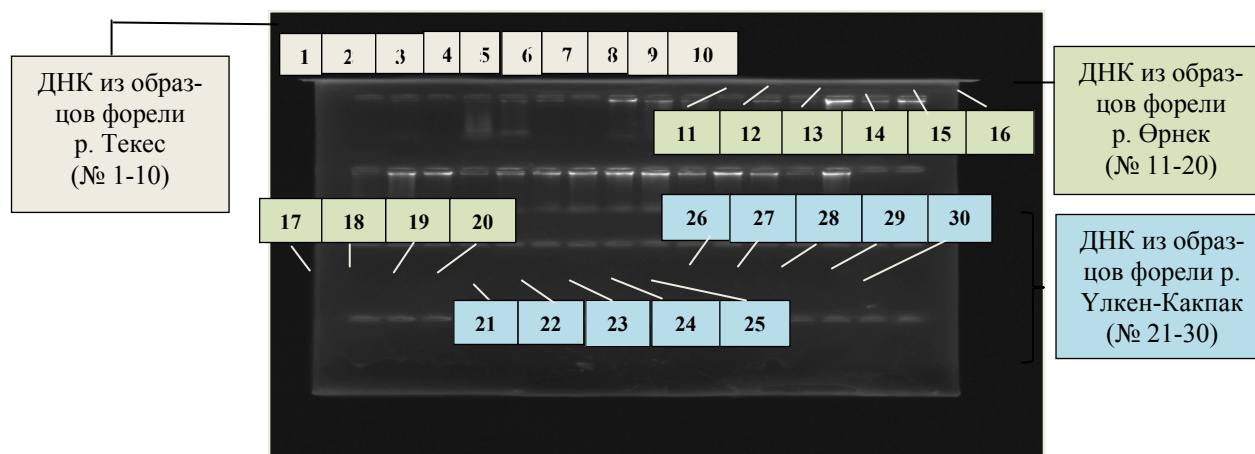 1 2 3 4 5 6 7 8 9 10
ДНК из образ-
цов форели
р. Текес
(№ 1-10)
ДНК из образ-
цов форели
р. Өрнек
(№ 11-20)
11 12 13 14 15 16
17 18 19 20
26 27 28 29 30
ДНК из образ-
цов форели р.
Үлкен-Какпак
(№ 21-30)
21 22 23 24 25